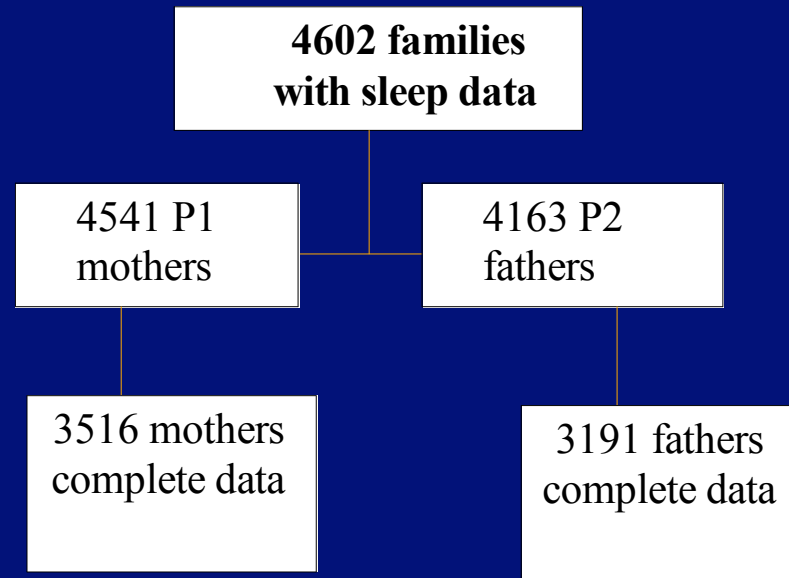 4602 families
with sleep data
4541 P1
mothers
4163 P2
fathers
3516 mothers
complete data
3191 fathers
complete data